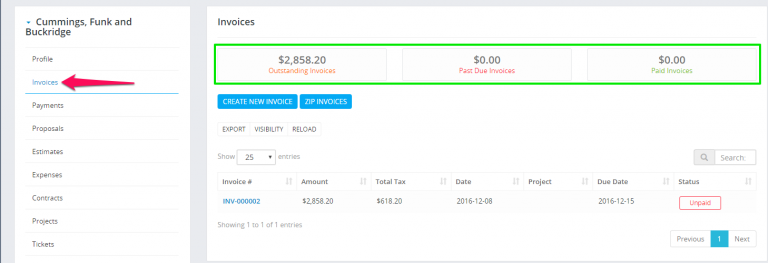 Cummings, Funk and
Buckridge
Profile
Invoices
Payments
Proposals
Estimates
Expenses
Contracts
Projects
Tickets
Invoices
$2,858.20 $0.00 $0.00
Outstanding Invoices Past Due Invoices Paid Invoices
CREATE NEW INVOICE ZIP INVOICES
EXPORT VISIBILITY RELOAD
Show 25 entries Search:
Invoice # Amount Total Tax Date Project Due Date Status
INV-000002 $2,858.20 $618.20 2016-12-08 2016-12-15 Unpaid
Showing 1 to 1 of 1 entries
Previous 1 Next